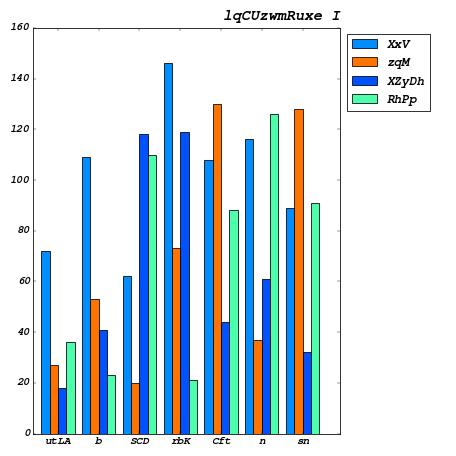 lqCUzwmRuxe I
160
140
120
100
80
60
40
20
0
utLA b SCD rbK Cft n sn
XxV
zqM
XZyDh
RhPp